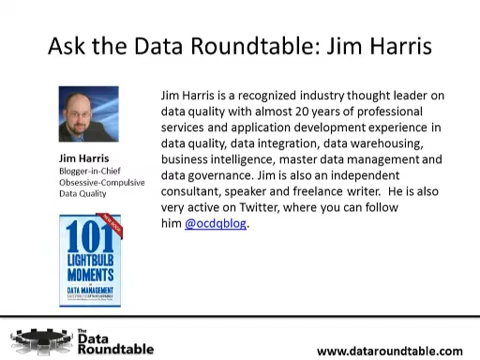 Ask the Data Roundtable: Jim Harris
Jim Harris
Blogger-in-Chief
Obsessive-Compulsive
Data Quality
101
LIGHTBULB
MOMENTS
DATA MANAGEMENT
Jim Harris is a recognized industry thought leader on
data quality with almost 20 years of professional
services and application development experience in
data quality, data integration, data warehousing,
business intelligence, master data management and
data governance. Jim is also an independent
consultant, speaker and freelance writer. He is also
very active on Twitter, where you can follow
him @ocdqblog.
The
Data
Roundtable
www.dataroundtable.com